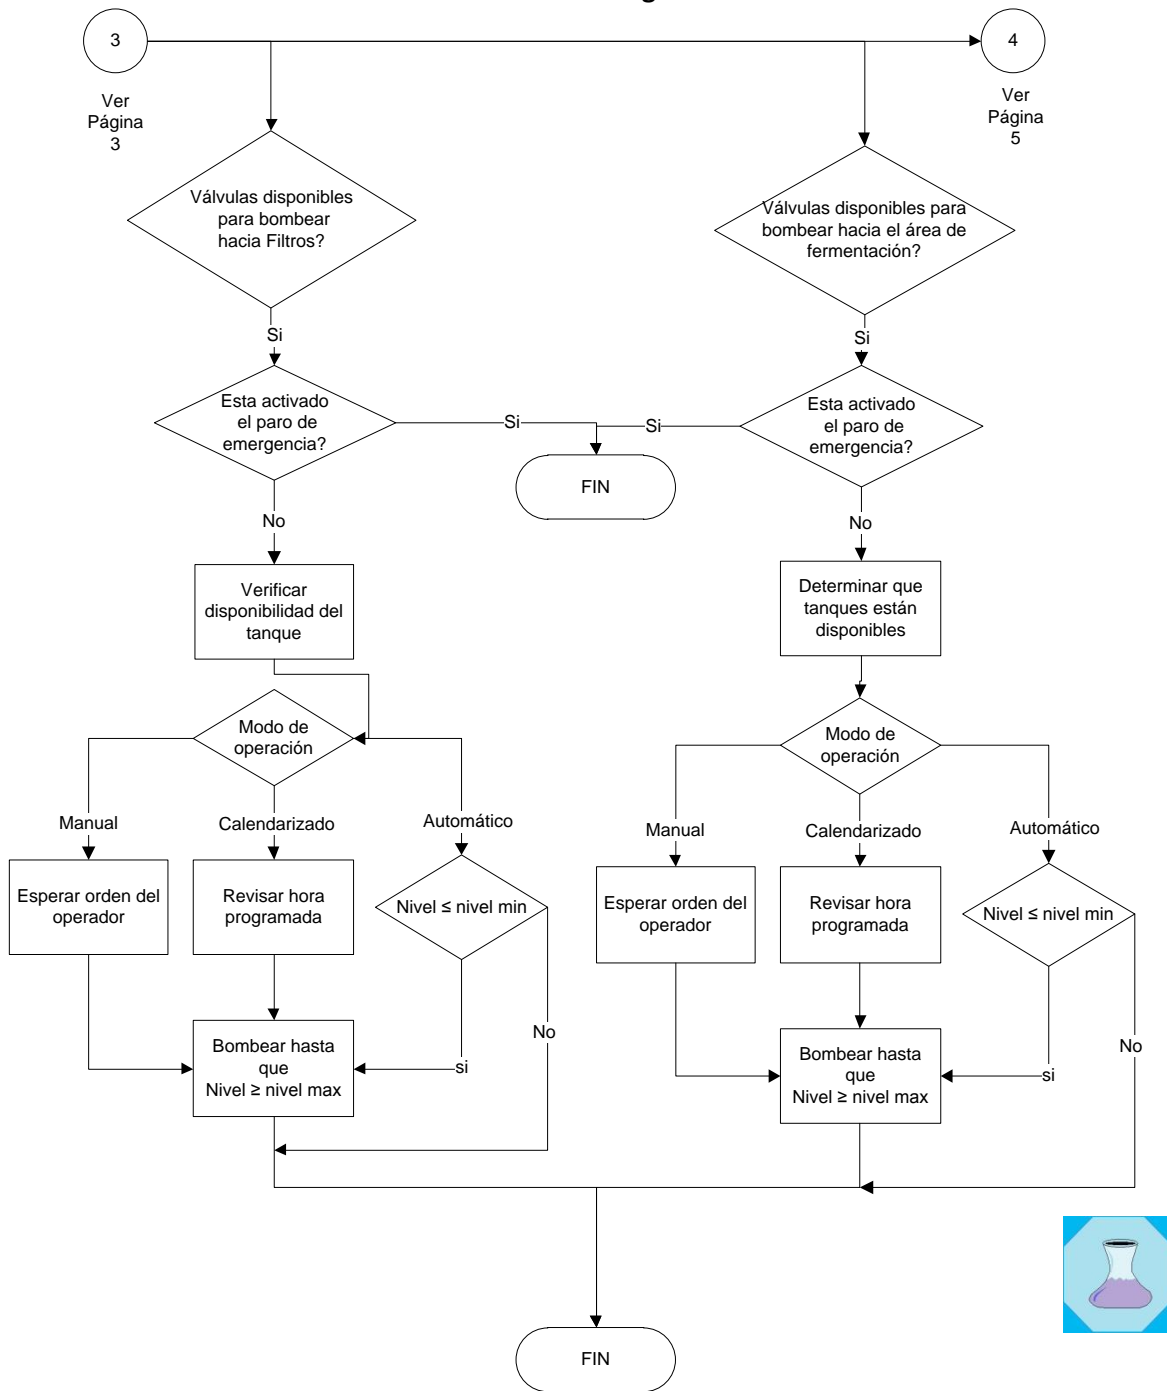 g
3
4
Ver
Página
3
Ver
Página
5
Válvulas disponibles
para bombear
hacia Filtros?
Válvulas disponibles para
bombear hacia el área de
fermentación?
Si
Si
Esta activado
el paro de
emergencia?
Si
Si
Esta activado
el paro de
emergencia?
FIN
No
No
Verificar
disponibilidad del
tanque
Determinar que
tanques están
disponibles
Modo de
operación
Modo de
operación
Manual
Calendarizado
Automático
Manual
Calendarizado
Automático
Esperar orden del
operador
Revisar hora
programada
Nivel ≤ nivel min
Esperar orden del
operador
Revisar hora
programada
Nivel ≤ nivel min
No
No
Bombear hasta
que
Nivel ≥ nivel max
si
Bombear hasta
que
Nivel ≥ nivel max
si
FIN